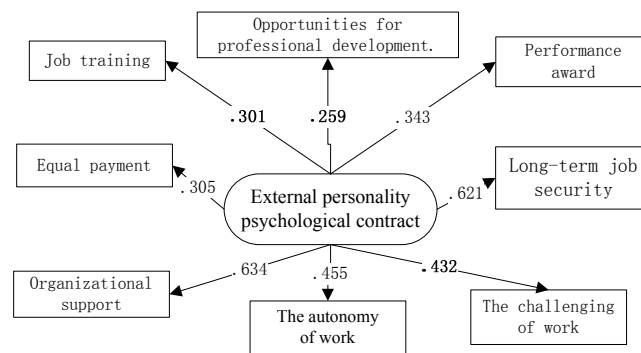 Opportunities for
professional development.
Job training
Performance
award
.301
.259
.343
Equal payment
.305
External personality
psychological contract
.621
Long-term job
security
.634
.455
.432
Organizational
support
The autonomy
of work
The challenging
of work